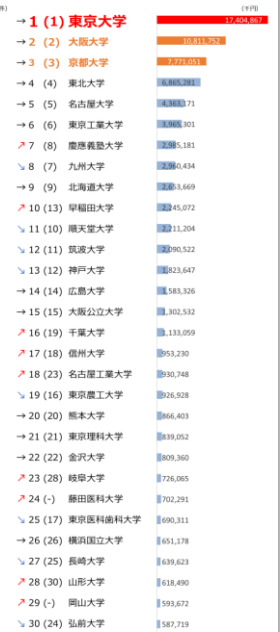 件)
(千円)
→ 1 (1) 東京大学 17,404,867
→ 2 (2) 大阪大学 10,811,752
→ 3 (3) 京都大学 7,771,051
→ 4 (4) 東北大学 6,865,281
→ 5 (5) 名古屋大学 4,363,171
→ 6 (6) 東京工業大学 3,965,301
↗ 7 (8) 慶應義塾大学 2,985,181
↘ 8 (7) 九州大学 2,960,434
→ 9 (9) 北海道大学 2,653,669
↗ 10 (13) 早稲田大学 2,245,072
↘ 11 (10) 順天堂大学 2,211,204
↘ 12 (11) 筑波大学 2,090,522
↘ 13 (12) 神戸大学 1,823,647
→ 14 (14) 広島大学 1,583,326
→ 15 (15) 大阪公立大学 1,302,532
↗ 16 (19) 千葉大学 1,133,059
↗ 17 (18) 信州大学 953,230
↗ 18 (23) 名古屋工業大学 930,748
↘ 19 (16) 東京農工大学 926,928
→ 20 (20) 熊本大学 866,403
→ 21 (21) 東京理科大学 839,052
→ 22 (22) 金沢大学 809,360
↗ 23 (28) 岐阜大学 726,065
↗ 24 (-) 藤田医科大学 702,291
↘ 25 (17) 東京医科歯科大学 690,311
→ 26 (26) 横浜国立大学 651,178
↘ 27 (25) 長崎大学 639,623
↗ 28 (30) 山形大学 618,490
↗ 29 (-) 岡山大学 593,672
↘ 30 (24) 弘前大学 587,719